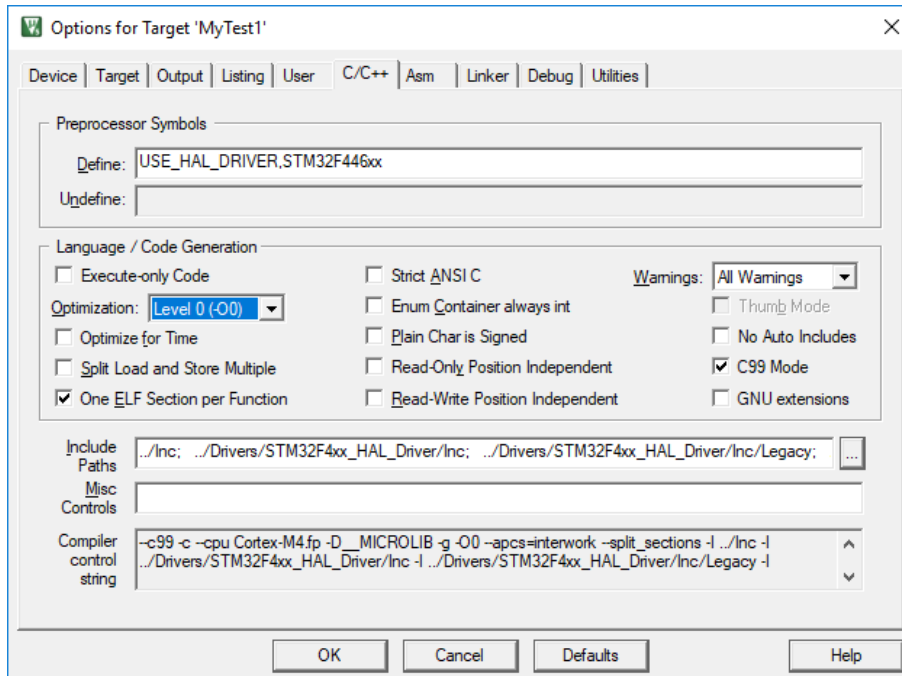 Options for Target 'MyTest1'
Device Target Output Listing User C/C++ Asm Linker Debug Utilities
Preprocessor Symbols
Define: USE_HAL_DRIVER,STM32F446xx
Undefine:
Language / Code Generation
Execute-only Code Strict ANSI C Warnings: All Warnings
Optimization: Level 0 (-O0) Enum Container always int Thumb Mode
Optimize for Time Plain Char is Signed No Auto Includes
Split Load and Store Multiple Read-Only Position Independent C99 Mode
One ELF Section per Function Read-Write Position Independent GNU extensions
Include Paths ../Inc; ../Drivers/STM32F4xx_HAL_Driver/Inc; ../Drivers/STM32F4xx_HAL_Driver/Inc/Legacy; ...
Misc Controls
Compiler control string --c99 -c --cpu Cortex-M4.fp -D__MICROLIB -g -O0 --apcs=interwork --split_sections -I ../Inc -I
../Drivers/STM32F4xx_HAL_Driver/Inc -I ../Drivers/STM32F4xx_HAL_Driver/Inc/Legacy -I
OK Cancel Defaults Help